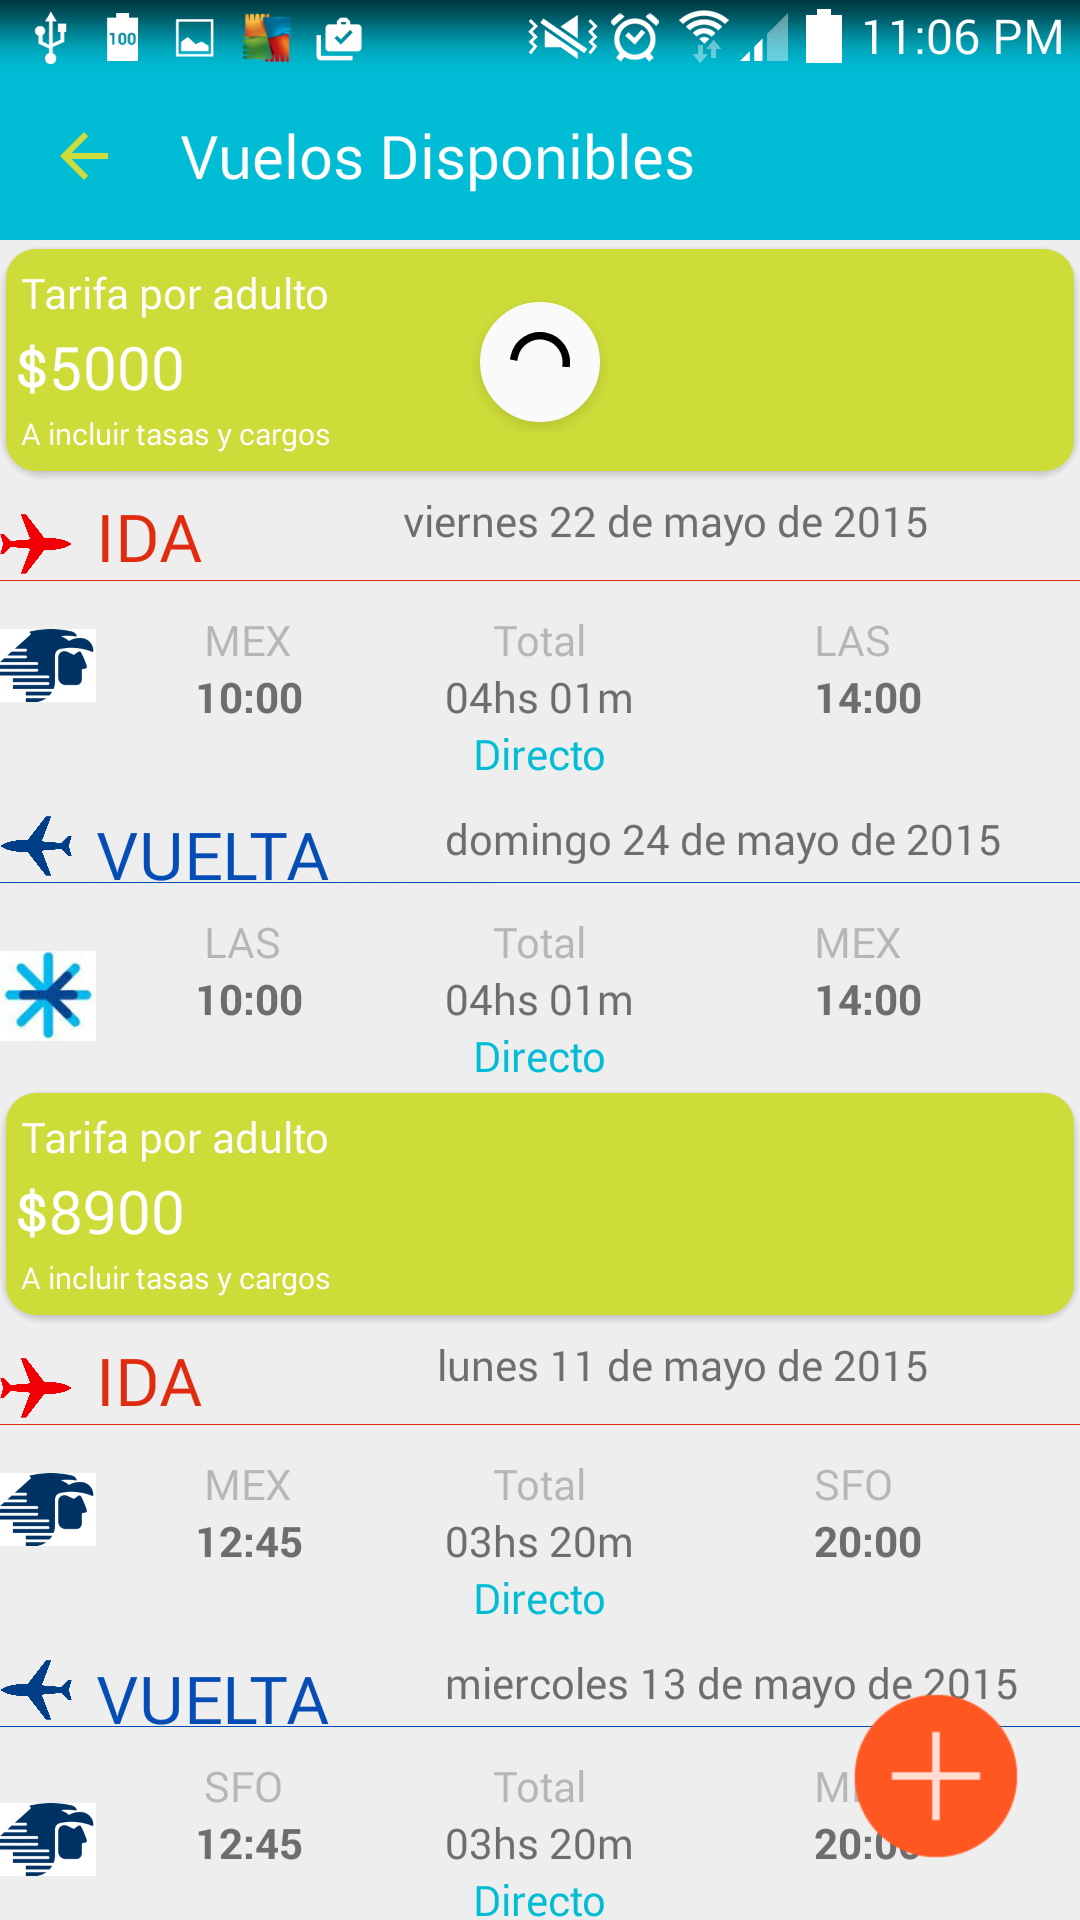 100 11:06 PM
Vuelos Disponibles
Tarifa por adulto
$5000
A incluir tasas y cargos
IDA viernes 22 de mayo de 2015
MEX Total LAS
10:00 04hs 01m 14:00
Directo
VUELTA domingo 24 de mayo de 2015
LAS Total MEX
10:00 04hs 01m 14:00
Directo
Tarifa por adulto
$8900
A incluir tasas y cargos
IDA lunes 11 de mayo de 2015
MEX Total SFO
12:45 03hs 20m 20:00
Directo
VUELTA miercoles 13 de mayo de 2015
SFO Total
12:45 03hs 20m 20:00
Directo